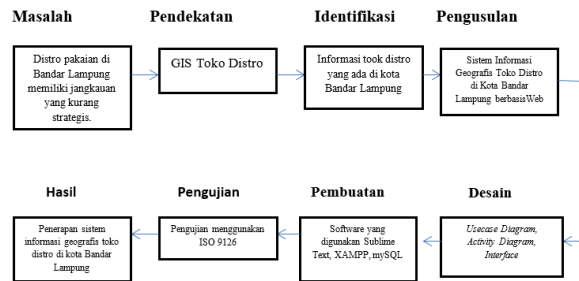 Masalah
Pendekatan
Identifikasi
Pengusulan
Distro pakaian di
Bandar Lampung
memiliki jangkauan
yang kurang
strategis.
GIS Toko Distro
Informasi took distro
yang ada di kota
Bandar Lampung
Sistem Informasi
Geografis Toko Distro
di Kota Bandar
Lampung berbasisWeb
Hasil
Pengujian
Pembuatan
Desain
Penerapan sistem
informasi geografis toko
distro di kota Bandar
Lampung
Pengujian menggunakan
ISO 9126
Software yang
digunakan Sublime
Text, XAMPP, mySQL
Usecase Diagram,
Activity Diagram,
Interface